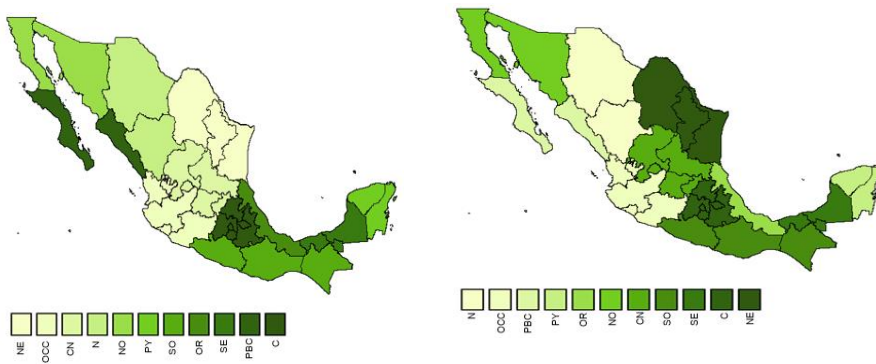 NE OCC CN N NO PY SO OR SE PBC C
N OCC PBC PY OR NO CN SO SE C NE